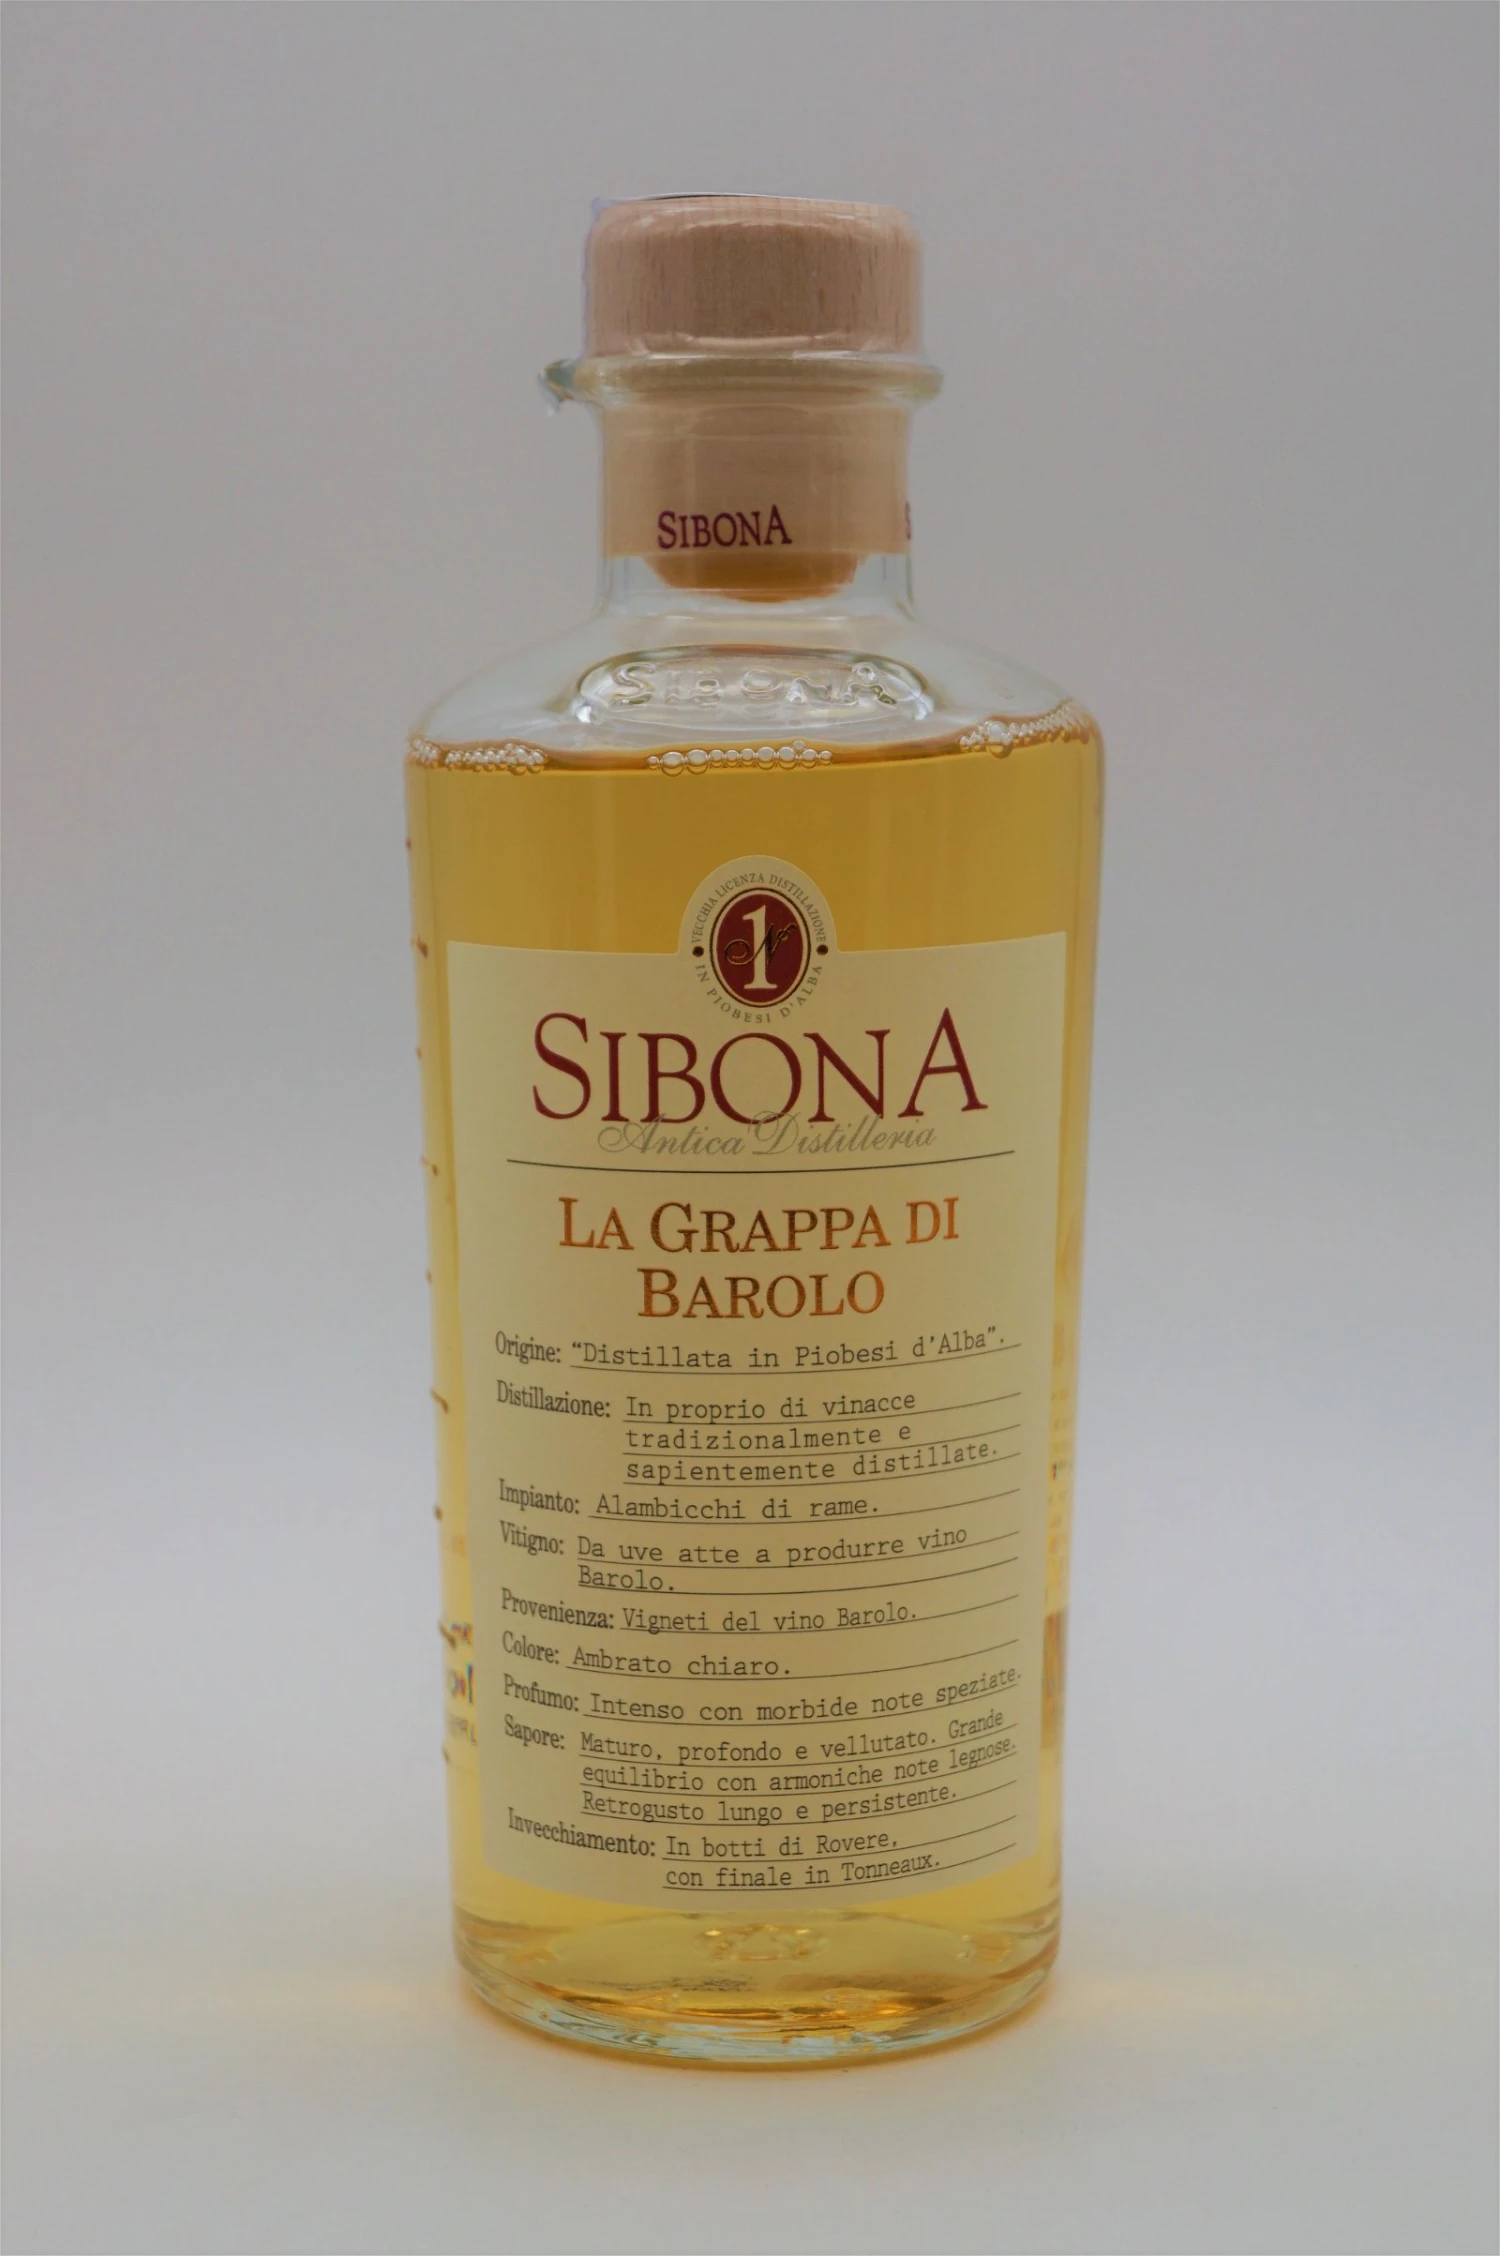 SIBONA
SIBONA
VECCHIA LICENZA DISTILLAZIONE
1
IN PIOBESI D'ALBA
SIBONA
Antica Distilleria
LA GRAPPA DI
BAROLO
Origine: “Distillata in Piobesi d'Alba”.
Distillazione: In proprio di vinacce
tradizionalmente e
sapientemente distillate.
Impianto: Alambicchi di rame.
Vitigno: Da uve atte a produrre vino
Barolo.
Provenienza: Vigneti del vino Barolo.
Colore: Ambrato chiaro.
Profumo: Intenso con morbide note speziate.
Sapore: Maturo, profondo e vellutato. Grande
equilibrio con armoniche note legnose.
Retrogusto lungo e persistente.
Invecchiamento: In botti di Rovere,
con finale in Tonneaux.